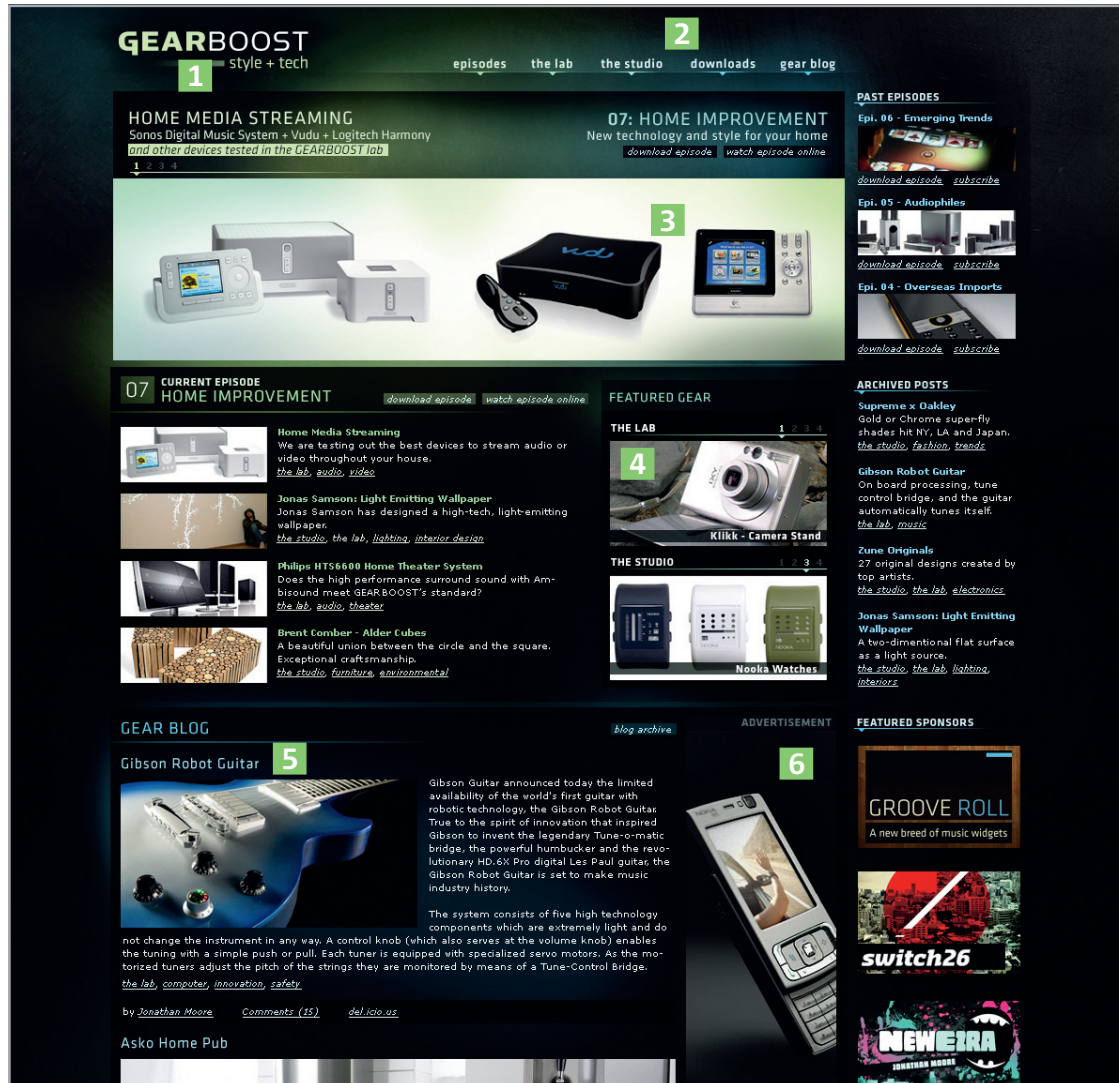 GEARBOOST
style + tech
1
2
episodes
the lab
the studio
downloads
gear blog
HOME MEDIA STREAMING
Sonos Digital Music System + Vudu + Logitech Harmony
and other devices tested in the GEARBOOST lab
1 2 3 4
07: HOME IMPROVEMENT
New technology and style for your home
download episode watch episode online
3
vudu
PAST EPISODES
Epi. 06 - Emerging Trends
download episode subscribe
Epi. 05 - Audiophiles
download episode subscribe
Epi. 04 - Overseas Imports
download episode subscribe
07
CURRENT EPISODE
HOME IMPROVEMENT
download episode watch episode online
Home Media Streaming
We are testing out the best devices to stream audio or
video throughout your house.
the lab, audio, video
Jonas Samson: Light Emitting Wallpaper
Jonas Samson has designed a high-tech, light-emitting
wallpaper.
the studio, the lab, lighting, interior design
Philips HTS6600 Home Theater System
Does the high performance surround sound with Am-
bisound meet GEARBOOST's standard?
the lab, audio, theater
Brent Comber - Alder Cubes
A beautiful union between the circle and the square.
Exceptional craftsmanship.
the studio, furniture, environmental
FEATURED GEAR
THE LAB
1 2 3 4
4
Klikk - Camera Stand
THE STUDIO
1 2 3 4
NOOKA
NOOKA
NOOKA
Nooka Watches
ARCHIVED POSTS
Supreme x Oakley
Gold or Chrome super-fly
shades hit NY, LA and Japan.
the studio, fashion, trends
Gibson Robot Guitar
On board processing, tune
control bridge, and the guitar
automatically tunes itself.
the lab, music
Zune Originals
27 original designs created by
top artists.
the studio, the lab, electronics
Jonas Samson: Light Emitting
Wallpaper
A two-dimentional flat surface
as a light source.
the studio, the lab, lighting,
interiors
GEAR BLOG
blog archive
5
Gibson Robot Guitar
Gibson Guitar announced today the limited
availability of the world's first guitar with
robotic technology, the Gibson Robot Guitar.
True to the spirit of innovation that inspired
Gibson to invent the legendary Tune-o-matic
bridge, the powerful humbucker and the revo-
lutionary HD.6X Pro digital Les Paul guitar, the
Gibson Robot Guitar is set to make music
industry history.
The system consists of five high technology
components which are extremely light and do
not change the instrument in any way. A control knob (which also serves at the volume knob) enables
the tuning with a simple push or pull. Each tuner is equipped with specialized servo motors. As the mo-
torized tuners adjust the pitch of the strings they are monitored by means of a Tune-Control Bridge.
the lab, computer, innovation, safety
by Jonathan Moore Comments (15) del.icio.us
Asko Home Pub
ADVERTISEMENT
6
NOKIA
FEATURED SPONSORS
GROOVE ROLL
A new breed of music widgets
switch26
NEWEZRA
JONATHAN MOORE